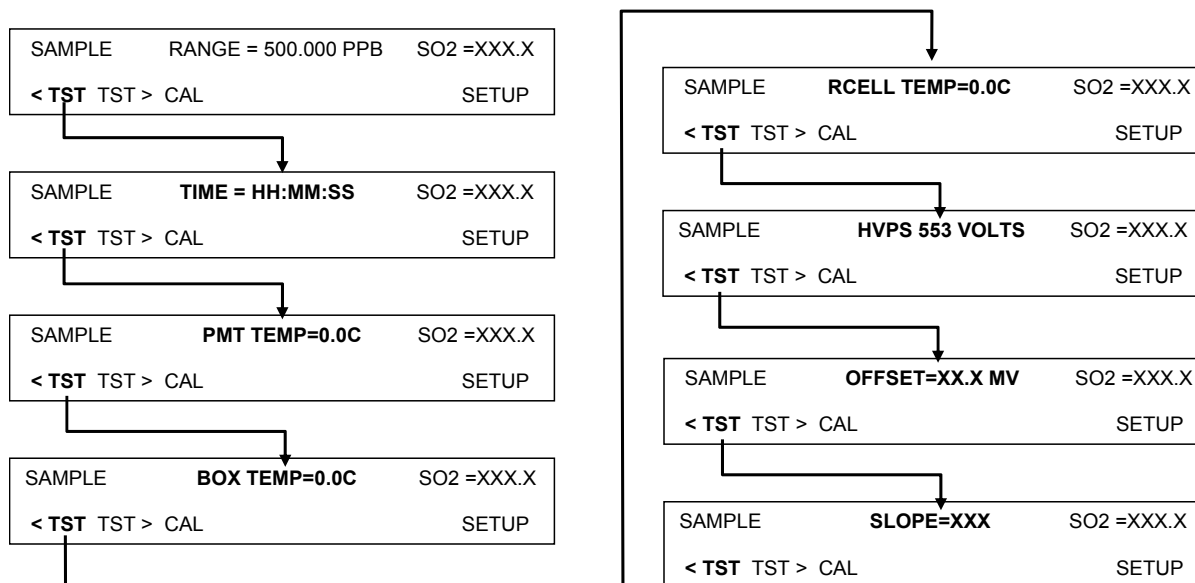 SAMPLE RANGE = 500.000 PPB SO2 =XXX.X
< TST TST > CAL SETUP
SAMPLE TIME = HH:MM:SS SO2 =XXX.X
< TST TST > CAL SETUP
SAMPLE PMT TEMP=0.0C SO2 =XXX.X
< TST TST > CAL SETUP
SAMPLE BOX TEMP=0.0C SO2 =XXX.X
< TST TST > CAL SETUP
SAMPLE RCELL TEMP=0.0C SO2 =XXX.X
< TST TST > CAL SETUP
SAMPLE HVPS 553 VOLTS SO2 =XXX.X
< TST TST > CAL SETUP
SAMPLE OFFSET=XX.X MV SO2 =XXX.X
< TST TST > CAL SETUP
SAMPLE SLOPE=XXX SO2 =XXX.X
< TST TST > CAL SETUP